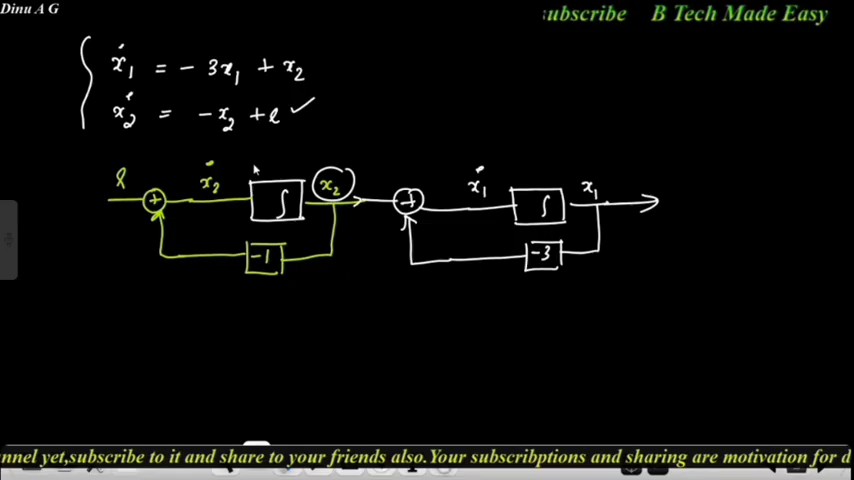 Dinu A G
ubscribe B Tech Made Easy
ẋ₁ = - 3x₁ + x₂
ẋ₂ = - x₂ + r ✓
r + ẋ₂ ∫ x₂ + ẋ₁ ∫ x₁
-1 -3
nnel yet,subscribe to it and share to your friends also.Your subscribptions and sharing are motivation for d